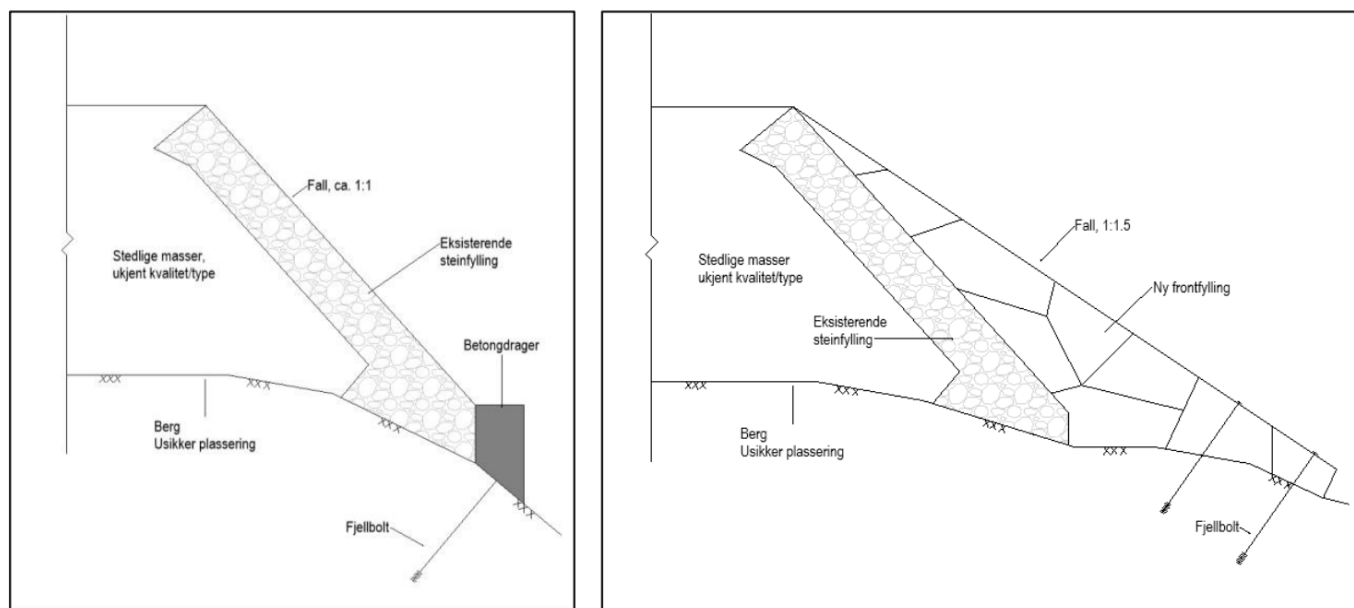 Fall, ca. 1:1
Eksisterende
steinfylling
Stedlige masser,
ukjent kvalitet/type
Betongdrager
Berg
Usikker plassering
Fjellbolt
Fall, 1:1.5
Stedlige masser
ukjent kvalitet/type
Ny frontfylling
Eksisterende
steinfylling
Berg
Usikker plassering
Fjellbolt